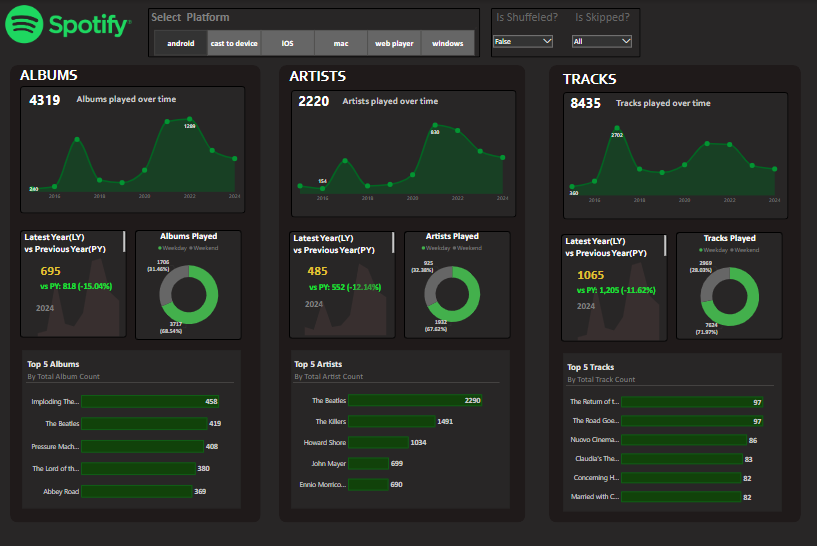 Spotify
Select Platform
android
cast to device
iOS
mac
web player
windows
Is Shuffeled?
Is Skipped?
False
All
ALBUMS
4319
Albums played over time
240
1289
2016
2018
2020
2022
2024
Latest Year(LY)
vs Previous Year(PY)
695
vs PY: 818 (-15.04%)
2024
Albums Played
Weekday
Weekend
1706
(31.46%)
3717
(68.54%)
Top 5 Albums
By Total Album Count
Imploding The...
458
The Beatles
419
Pressure Mach...
408
The Lord of th...
380
Abbey Road
369
ARTISTS
2220
Artists played over time
154
830
2016
2018
2020
2022
2024
Latest Year(LY)
vs Previous Year(PY)
485
vs PY: 552 (-12.14%)
2024
Artists Played
Weekday
Weekend
925
(32.38%)
1932
(67.62%)
Top 5 Artists
By Total Artist Count
The Beatles
2290
The Killers
1491
Howard Shore
1034
John Mayer
699
Ennio Morrico...
690
TRACKS
8435
Tracks played over time
360
2702
2016
2018
2020
2022
2024
Latest Year(LY)
vs Previous Year(PY)
1065
vs PY: 1,205 (-11.62%)
2024
Tracks Played
Weekday
Weekend
2969
(28.03%)
7624
(71.97%)
Top 5 Tracks
By Total Track Count
The Return of t...
97
The Road Goe...
97
Nuovo Cinema...
86
Claudia's The...
83
Concerning H...
82
Married with C...
82